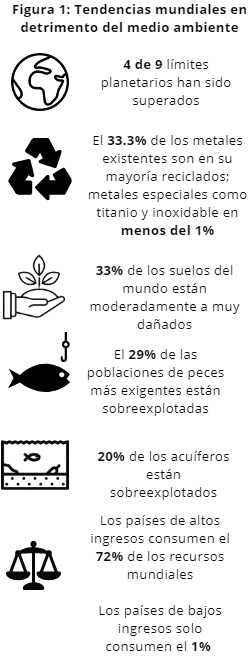 Figura 1: Tendencias mundiales en
detrimento del medio ambiente
4 de 9 límites
planetarios han sido
superados
El 33.3% de los metales
existentes son en su
mayoría reciclados;
metales especiales como
titanio y inoxidable en
menos del 1%
33% de los suelos del
mundo están
moderadamente a muy
dañados
El 29% de las
poblaciones de peces
más exigentes están
sobreexplotadas
20% de los acuíferos
están
sobreexplotados
Los países de altos
ingresos consumen el
72% de los recursos
mundiales
Los países de bajos
ingresos solo
consumen el 1%